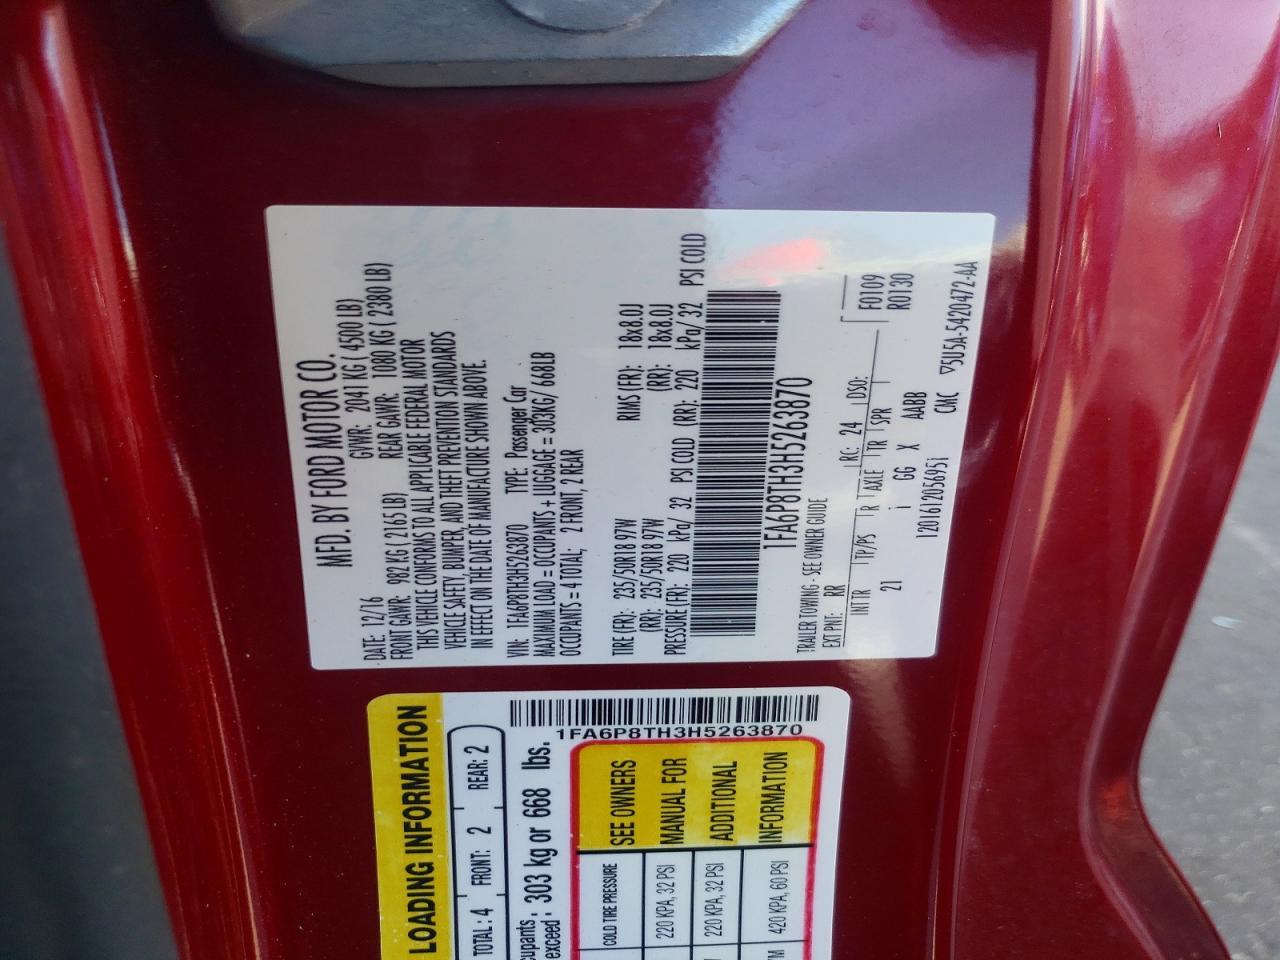 MFD. BY FORD MOTOR CO.
DATE: 12/16 GVWR: 2041 KG ( 4500 LB)
FRONT GAWR: 982 KG ( 2165 LB) REAR GAWR: 1080 KG ( 2380 LB)
THIS VEHICLE CONFORMS TO ALL APPLICABLE FEDERAL MOTOR
VEHICLE SAFETY, BUMPER, AND THEFT PREVENTION STANDARDS
IN EFFECT ON THE DATE OF MANUFACTURE SHOWN ABOVE.
VIN: 1FA6P8TH3H5263870 TYPE: Passenger Car
MAXIMUM LOAD = OCCUPANTS + LUGGAGE = 303KG/ 668LB
OCCUPANTS = 4 TOTAL; 2 FRONT, 2 REAR
TIRE (FR): 235/50R18 97W RIMS (FR): 18x8.0J
(RR): 235/50R18 97W (RR): 18x8.0J
PRESSURE (FR): 220 kPa/ 32 PSI COLD (RR): 220 kPa/ 32 PSI COLD
1FA6P8TH3H5263870
TRAILER TOWING - SEE OWNER GUIDE
EXT PNT: RR RC: 24 DSO: F0109
R0130
INT TR TP/PS R AXLE TR SPR
21 i GG X AABB
1201612056951 CMC ▽5U5A-5420472-AA
1FA6P8TH3H5263870
LOADING INFORMATION
TOTAL: 4 FRONT: 2 REAR: 2
upants:
exceed: 303 kg or 668 lbs.
COLD TIRE PRESSURE
220 KPA, 32 PSI
220 KPA, 32 PSI
420 KPA, 60 PSI
SEE OWNERS
MANUAL FOR
ADDITIONAL
INFORMATION